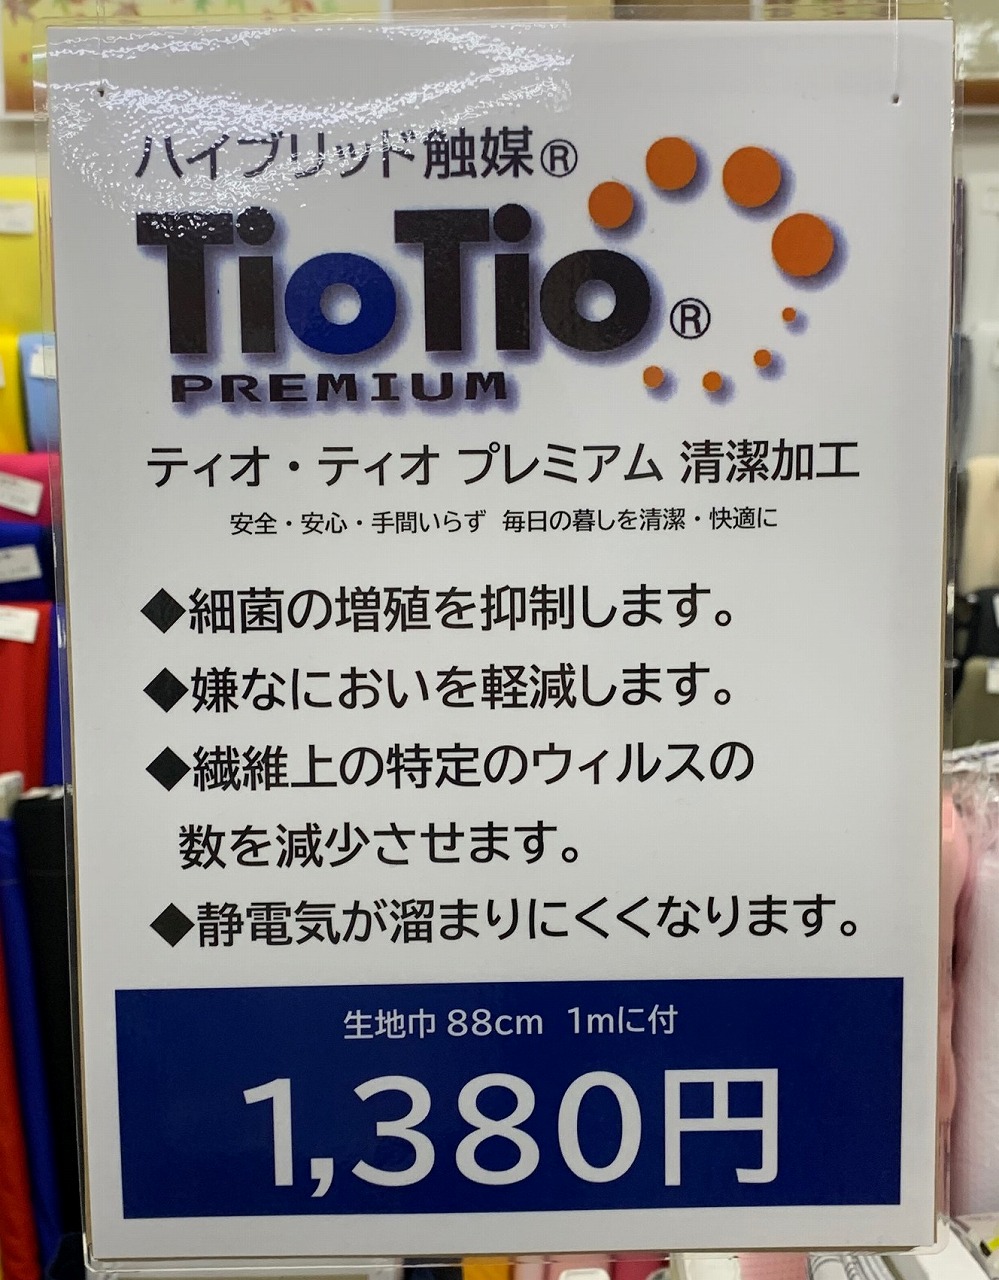 ハイブリッド触媒®
TioTio®
PREMIUM
ティオ・ティオ プレミアム 清潔加工
安全・安心・手間いらず 毎日の暮しを清潔・快適に
◆細菌の増殖を抑制します。
◆嫌なにおいを軽減します。
◆繊維上の特定のウィルスの
数を減少させます。
◆静電気が溜まりにくくなります。
生地巾 88cm 1mに付
1,380円